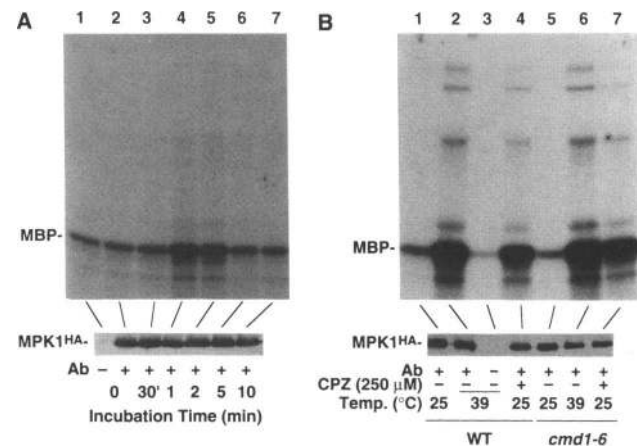 A
1 2 3 4 5 6 7
MBP-
MPK1HA-
Ab - + + + + + +
0 30' 1 2 5 10
Incubation Time (min)
B
1 2 3 4 5 6 7
MBP-
MPK1HA-
Ab + + - + + + +
CPZ (250 µM) - - - + - - +
Temp. (°C) 25 39 25 25 39 25
WT cmd1-6